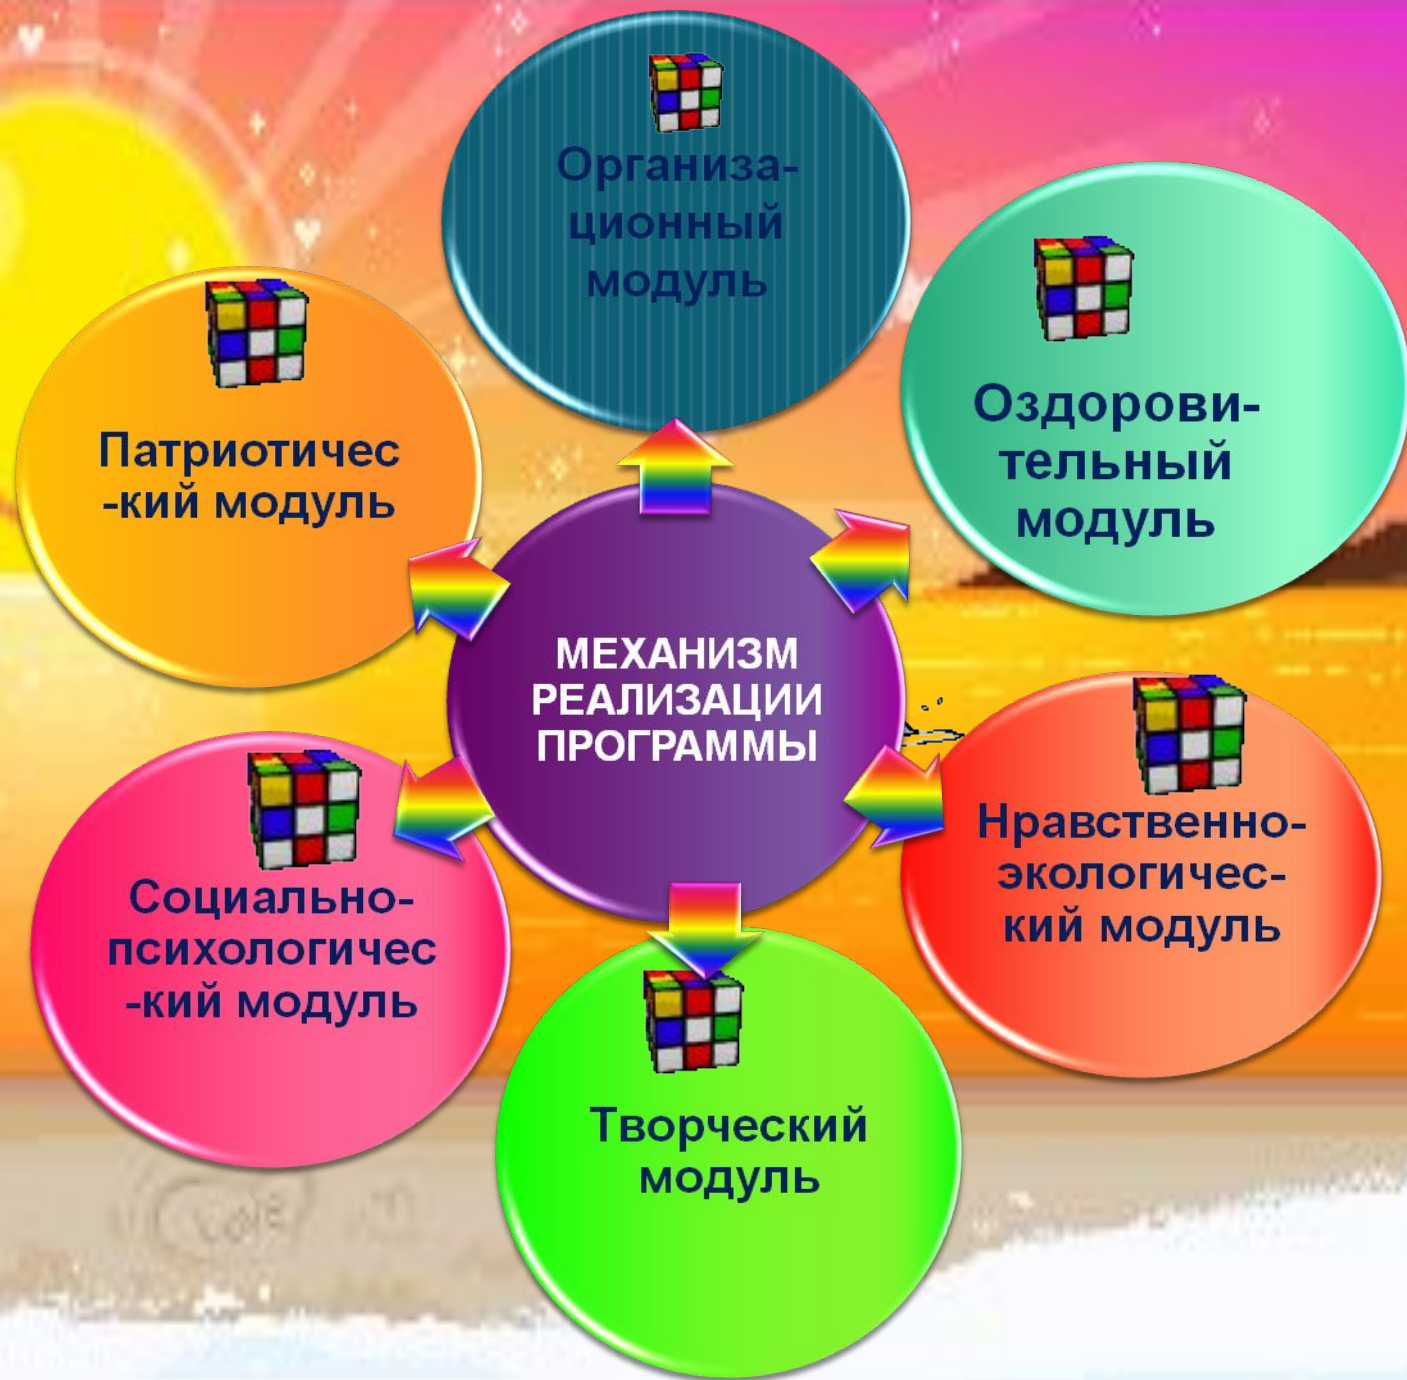 Организа-
ционный
модуль
Оздорови-
тельный
модуль
Патриотичес
-кий модуль
МЕХАНИЗМ
РЕАЛИЗАЦИИ
ПРОГРАММЫ
Нравственно-
экологичес-
кий модуль
Социально-
психологичес
-кий модуль
Творческий
модуль